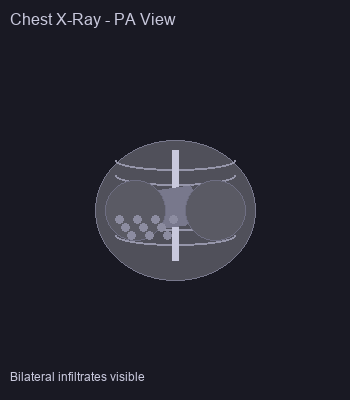 Chest X-Ray - PA View
Bilateral infiltrates visible